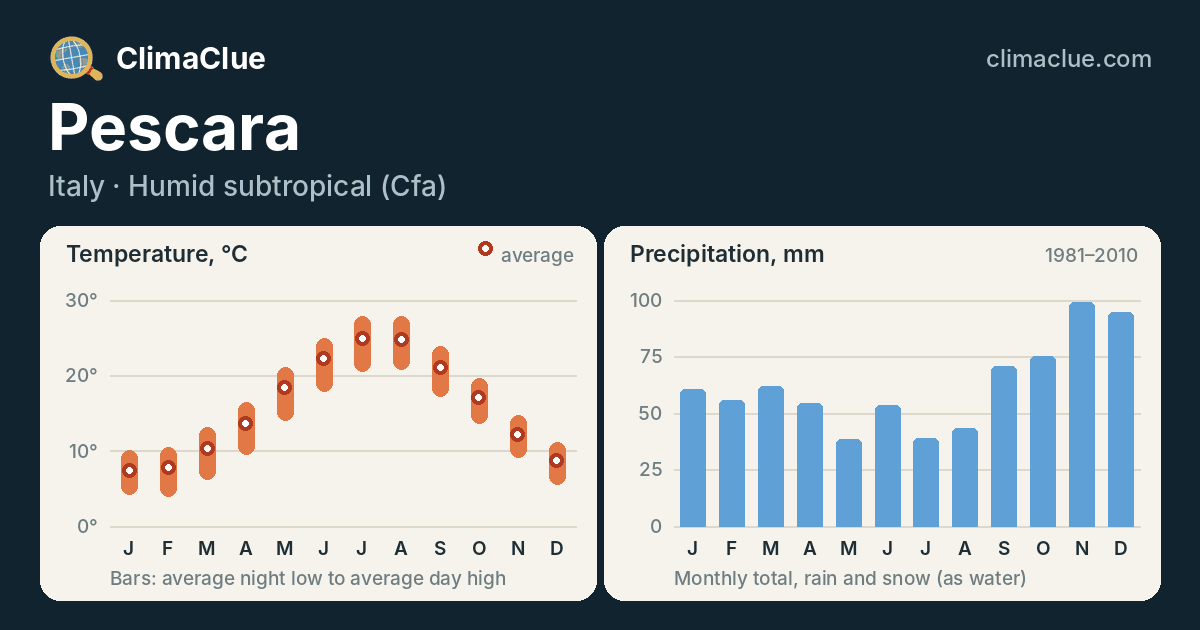 ClimaClue
climaclue.com
Pescara
Italy · Humid subtropical (Cfa)
Temperature, °C
average
30°
20°
10°
0°
J F M A M J J A S O N D
Bars: average night low to average day high
Precipitation, mm
1981–2010
100
75
50
25
0
J F M A M J J A S O N D
Monthly total, rain and snow (as water)